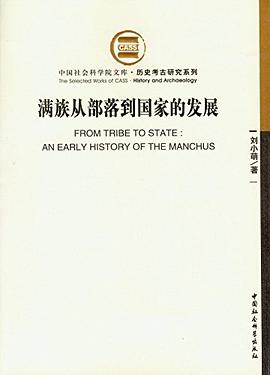 CASS
中国社会科学院文库·历史考古研究系列
The Selected Works of CASS · History and Archaeology
满族从部落到国家的发展
FROM TRIBE TO STATE :
AN EARLY HISTORY OF THE MANCHUS
刘小萌/著
中国社会科学出版社